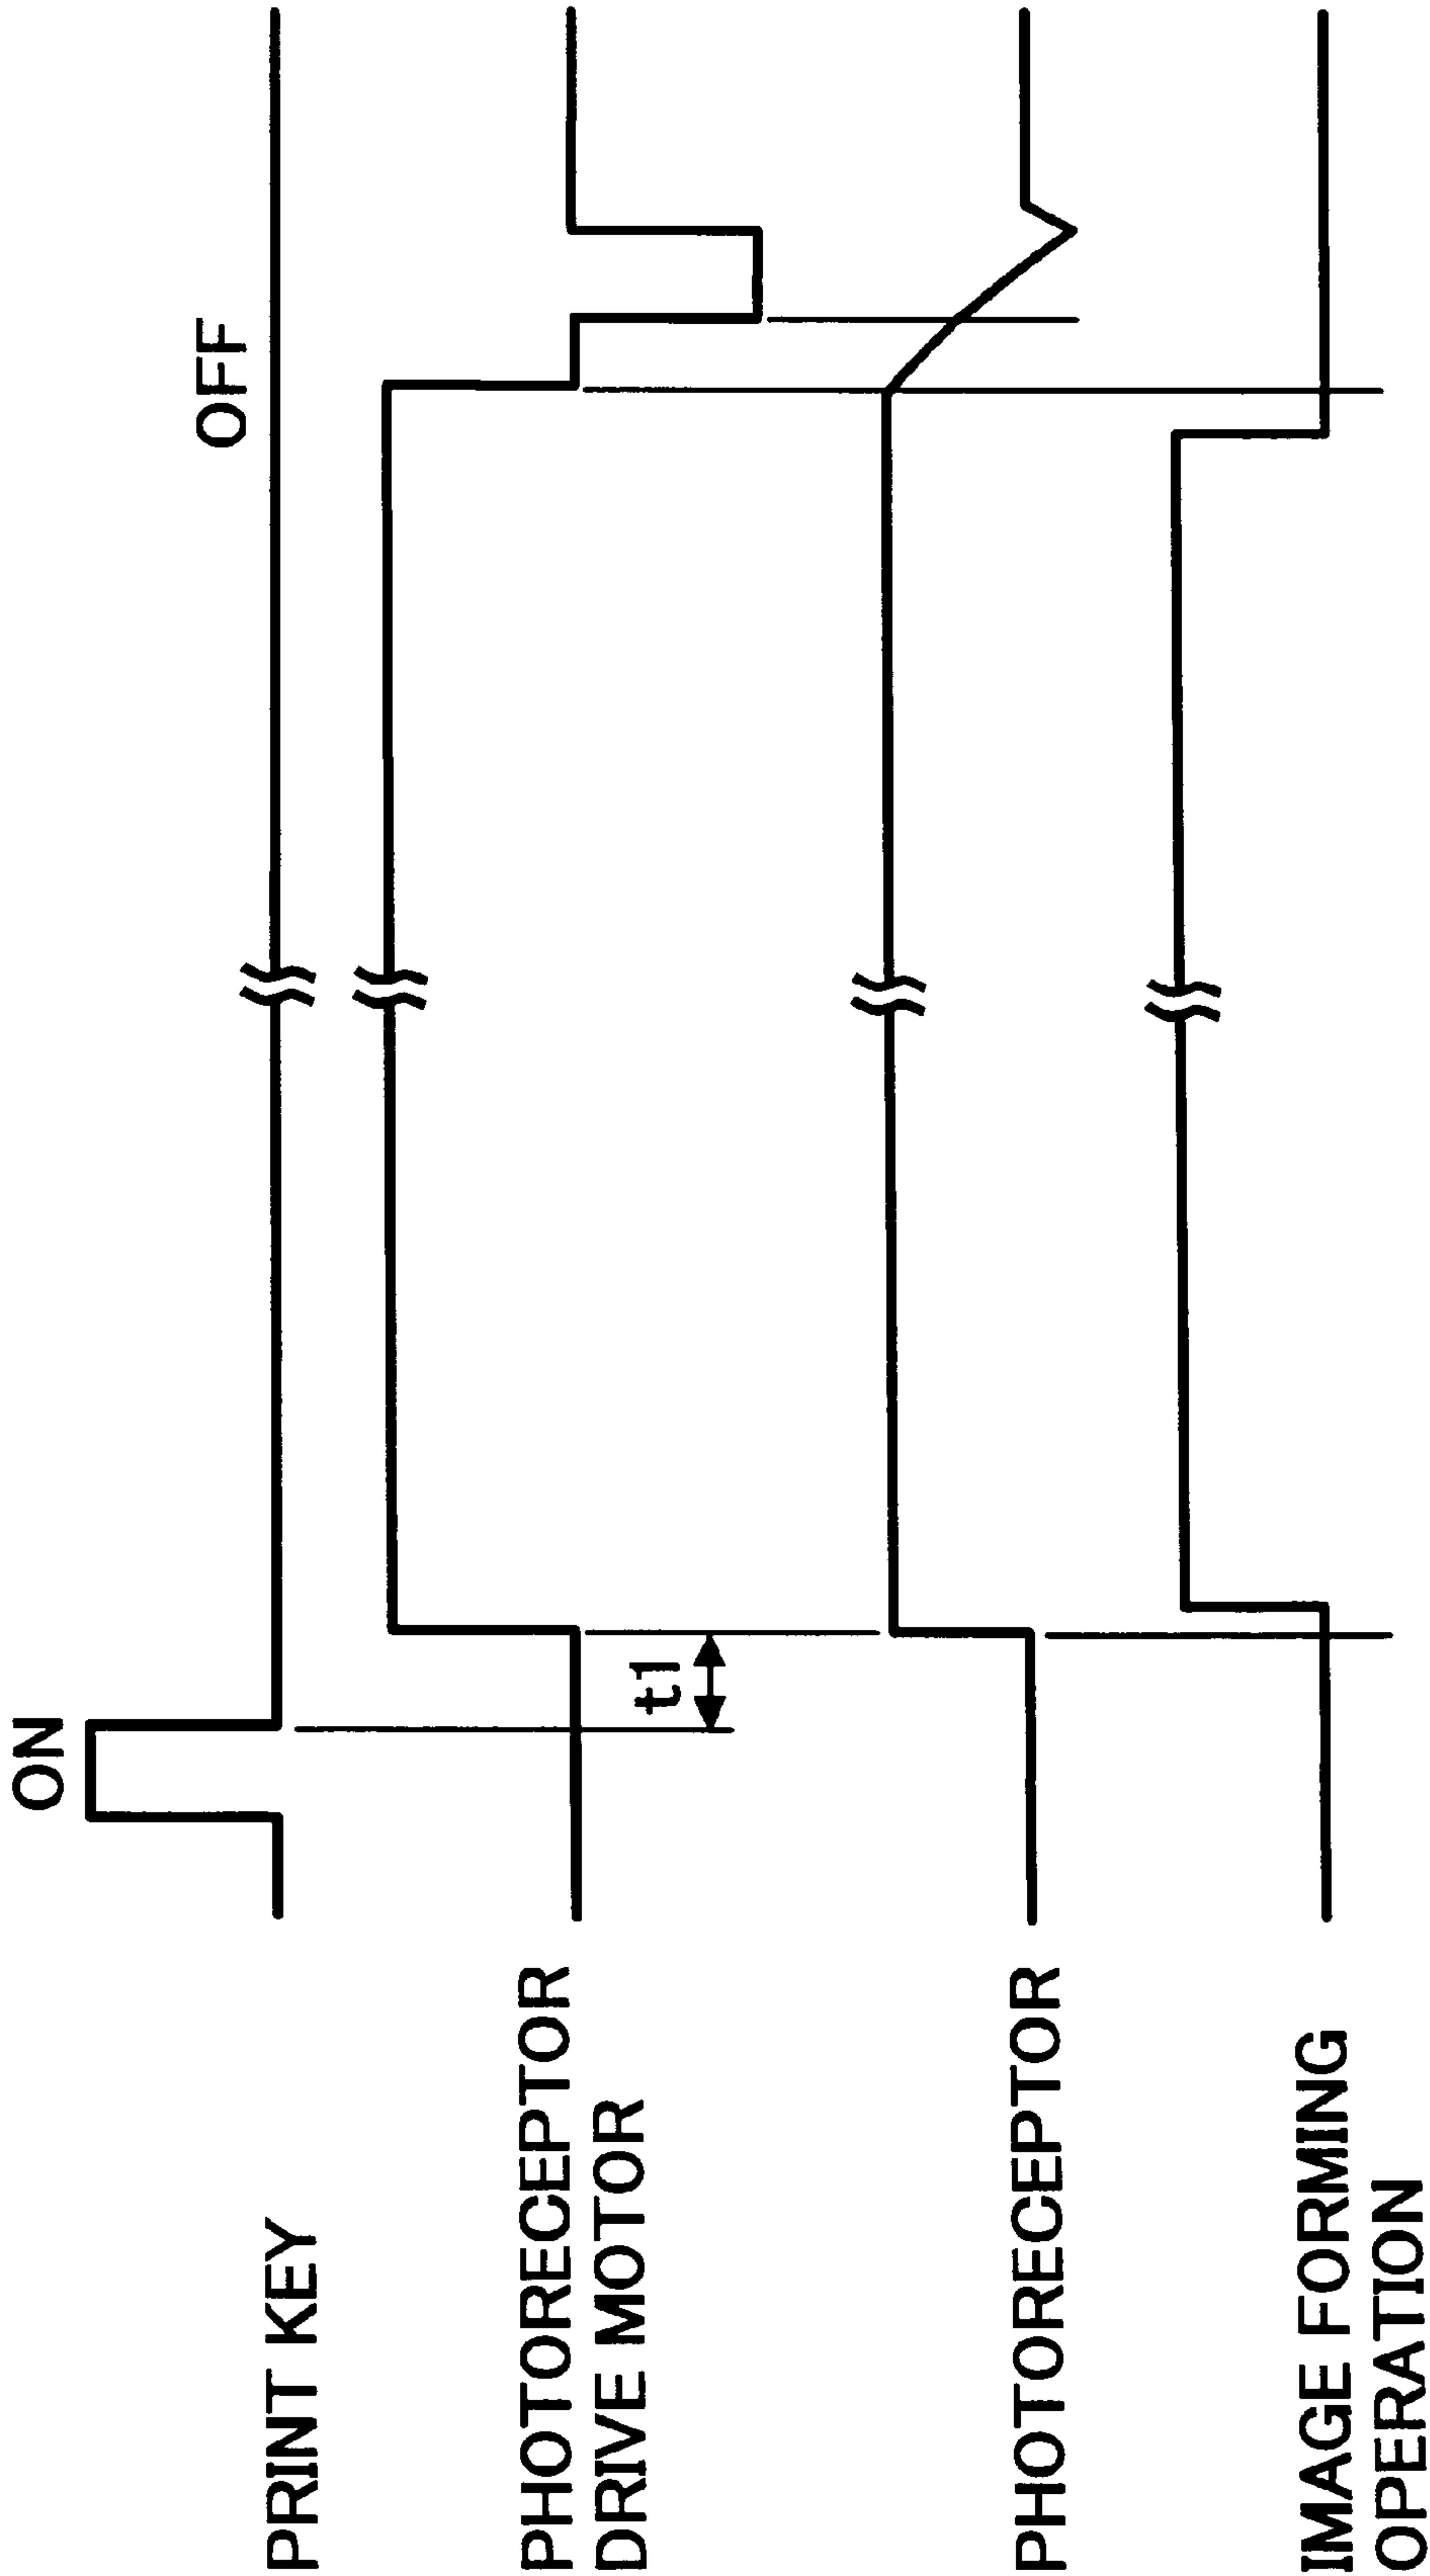 ON
OFF
PRINT KEY
PHOTORECEPTOR
DRIVE MOTOR
t1
PHOTORECEPTOR
IMAGE FORMING
OPERATION